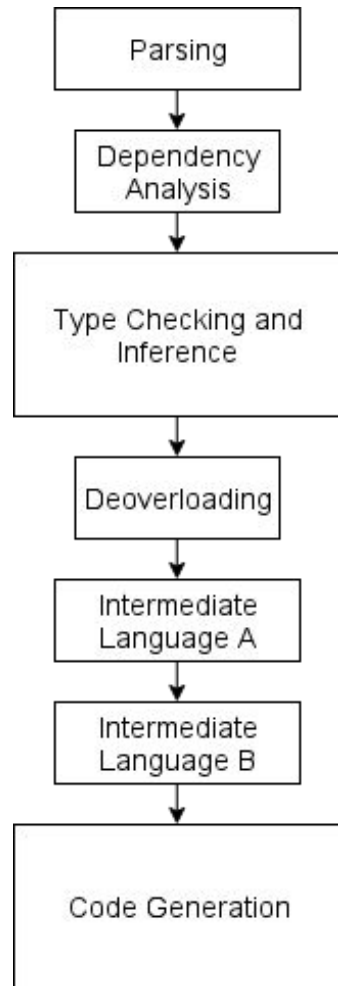 Parsing
Dependency
Analysis
Type Checking and
Inference
Deoverloading
Intermediate
Language A
Intermediate
Language B
Code Generation